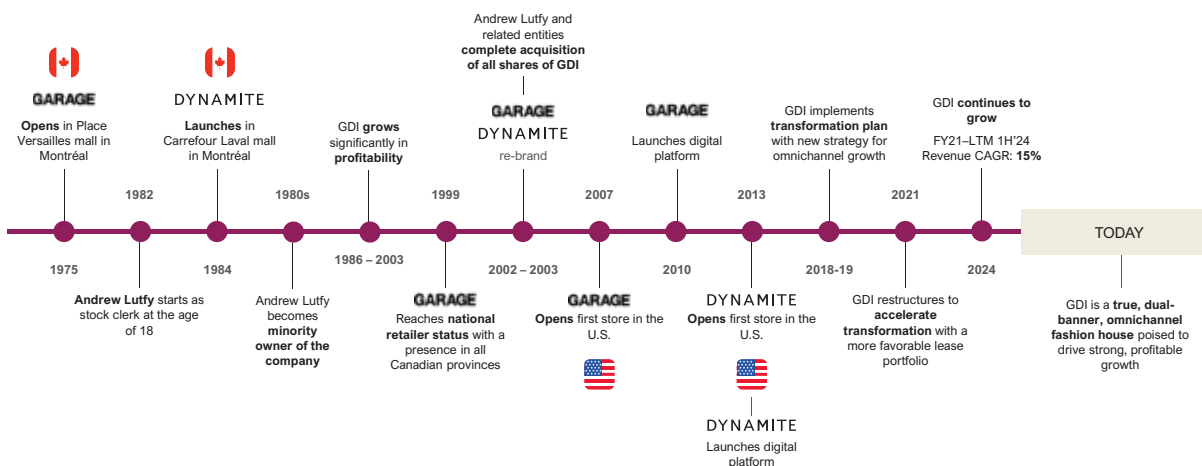 GARAGE
Opens in Place
Versailles mall in
Montréal
1975
1982
Andrew Lutfy starts as
stock clerk at the age
of 18
DYNAMITE
Launches in
Carrefour Laval mall
in Montréal
1984
1980s
Andrew Lutfy
becomes
minority
owner of the
company
GDI grows
significantly in
profitability
1986 – 2003
1999
GARAGE
Reaches national
retailer status with a
presence in all
Canadian provinces
Andrew Lutfy and
related entities
complete acquisition
of all shares of GDI
GARAGE
DYNAMITE
re-brand
2002 – 2003
2007
GARAGE
Opens first store in the
U.S.
GARAGE
Launches digital
platform
2010
2013
DYNAMITE
Opens first store in the
U.S.
DYNAMITE
Launches digital
platform
GDI implements
transformation plan
with new strategy for
omnichannel growth
2018-19
2021
GDI restructures to
accelerate
transformation with a
more favorable lease
portfolio
GDI continues to
grow
FY21–LTM 1H'24
Revenue CAGR: 15%
2024
TODAY
GDI is a true, dual-
banner, omnichannel
fashion house poised to
drive strong, profitable
growth